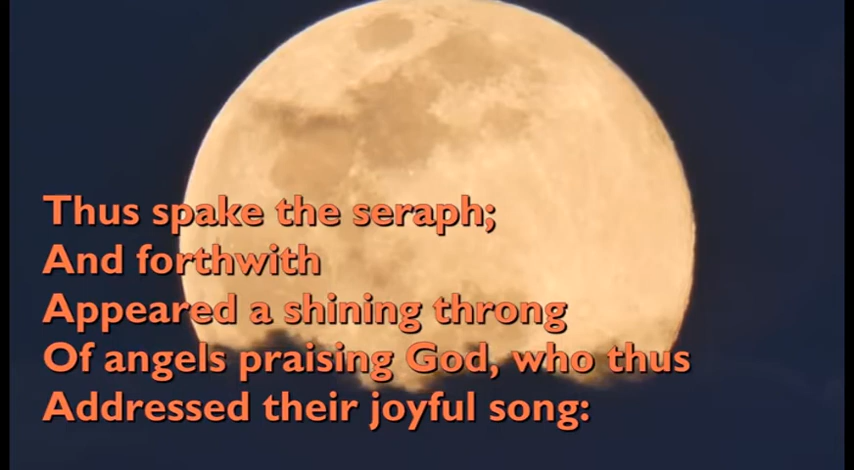 Thus spake the seraph;
And forthwith
Appeared a shining throng
Of angels praising God, who thus
Addressed their joyful song: